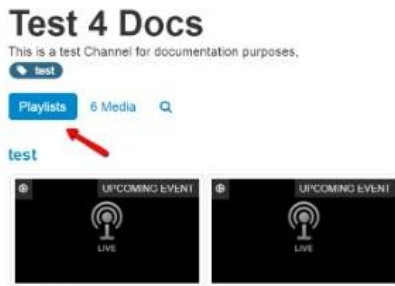 Test 4 Docs
This is a test Channel for documentation purposes.
test
Playlists 6 Media
test
UPCOMING EVENT UPCOMING EVENT
LIVE LIVE